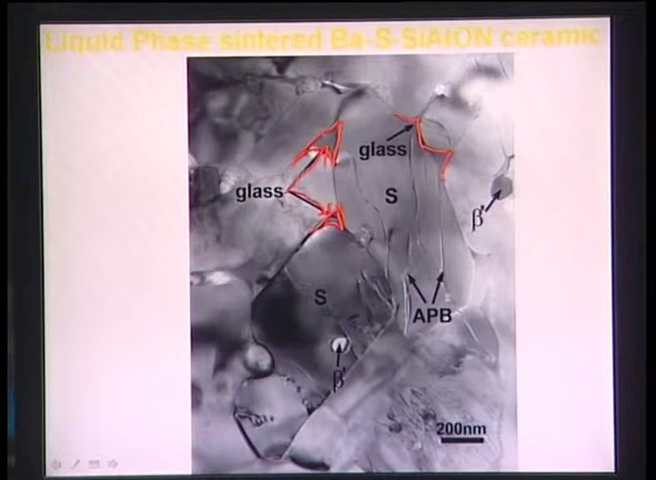 Liquid Phase sintered Ba-S-SiAlON ceramic
glass
glass
S
β'
S
APB
β'
200nm